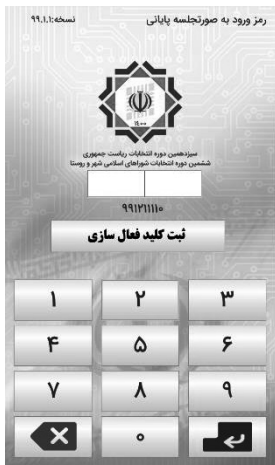 رمز ورود به صورتجلسه پایانی
نسخه:۹۹.۱.۱
۱۴۰۰
سیزدهمین دوره انتخابات ریاست جمهوری
ششمین دوره انتخابات شوراهای اسلامی شهر و روستا
۹۹۱۲۱۱۱۱۰
ثبت کلید فعال سازی
۱ ۲ ۳
۴ ۵ ۶
۷ ۸ ۹
۰